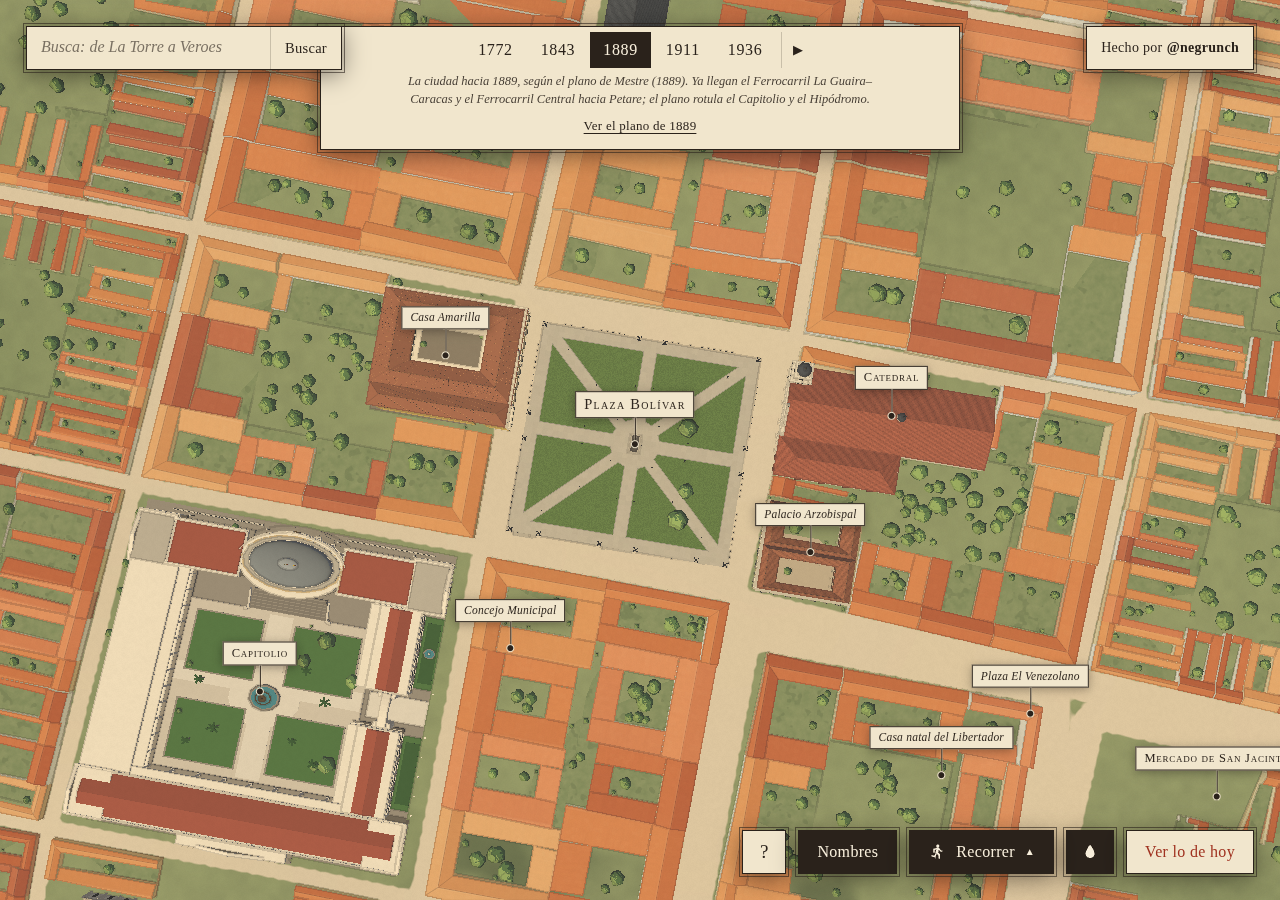 Busca: de La Torre a Veroes
Buscar
1772 1843 1889 1911 1936 ▶
La ciudad hacia 1889, según el plano de Mestre (1889). Ya llegan el Ferrocarril La Guaira–
Caracas y el Ferrocarril Central hacia Petare; el plano rotula el Capitolio y el Hipódromo.
Ver el plano de 1889
Hecho por @negrunch
Casa Amarilla
Catedral
Plaza Bolívar
Palacio Arzobispal
Concejo Municipal
Capitolio
Plaza El Venezolano
Casa natal del Libertador
Mercado de San Jacint
?
Nombres
Recorrer ▲
Ver lo de hoy